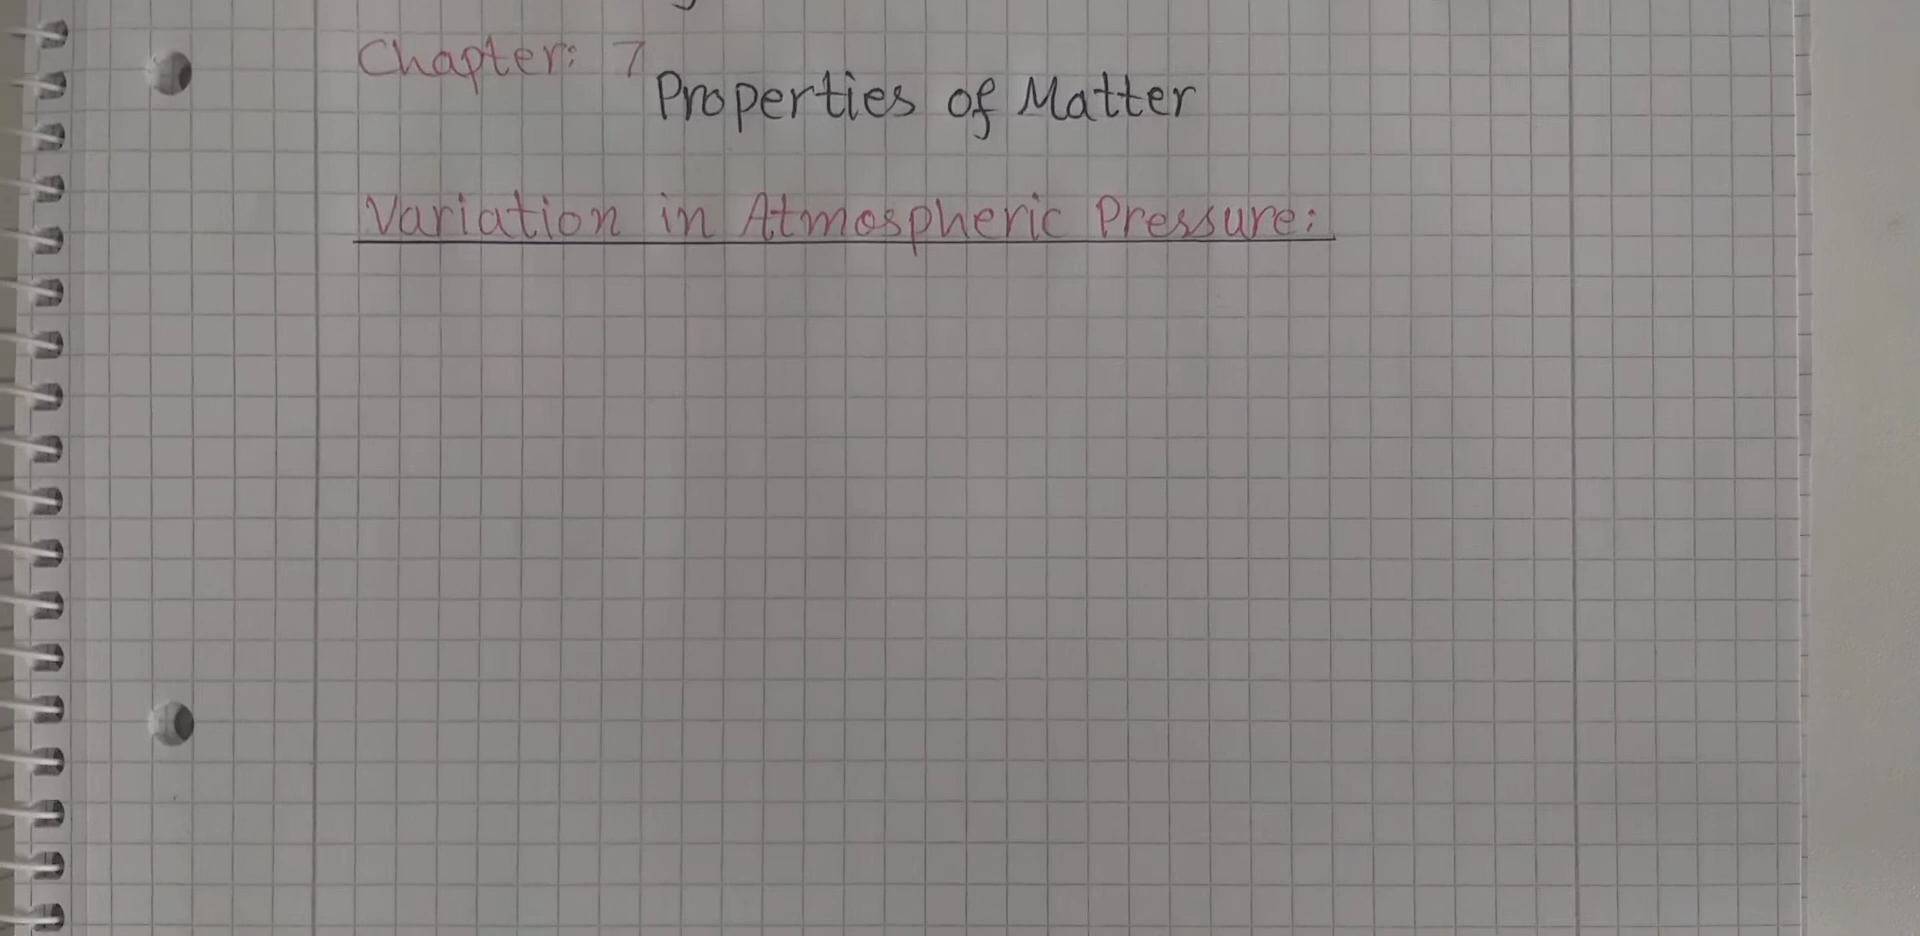 Chapter: 7
Properties of Matter
Variation in Atmospheric Pressure: